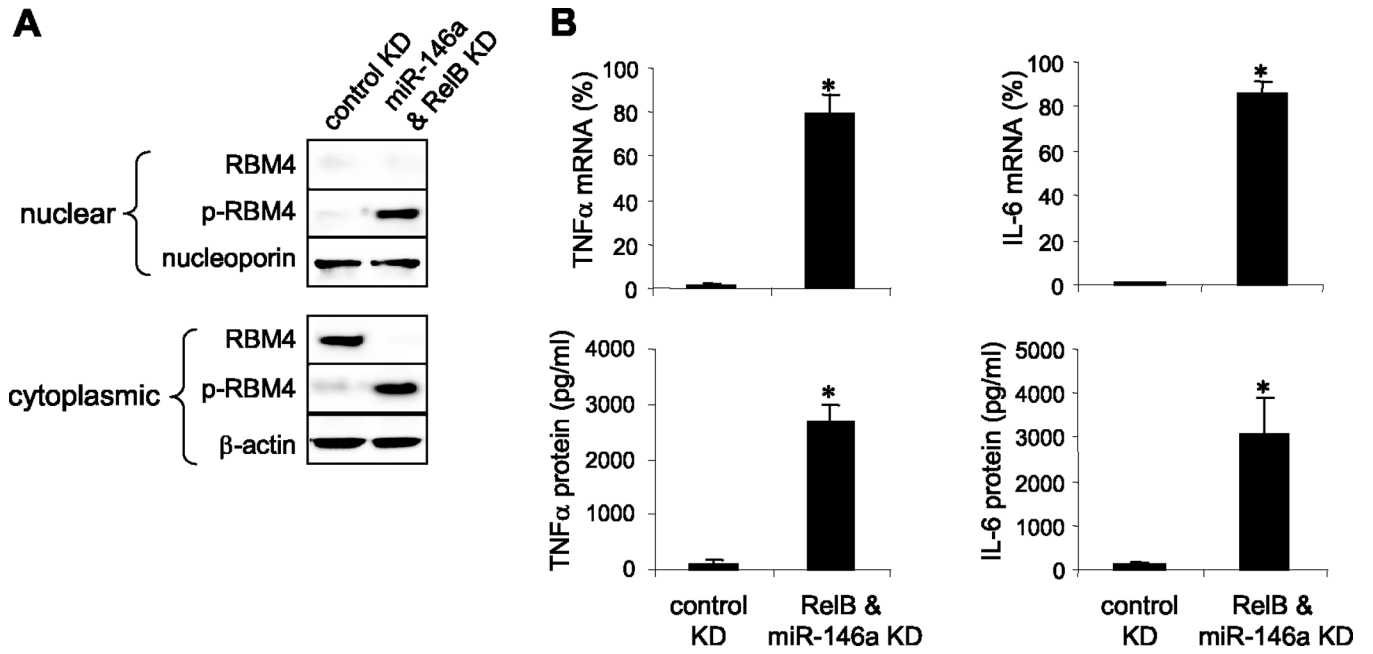 A
control KD
miR-146a
& RelB KD
nuclear
RBM4
p-RBM4
nucleoporin
cytoplasmic
RBM4
p-RBM4
β-actin
B
TNFα mRNA (%)
100
80
60
40
20
0
*
IL-6 mRNA (%)
100
80
60
40
20
0
*
TNFα protein (pg/ml)
4000
3000
2000
1000
0
*
control
KD
RelB &
miR-146a KD
IL-6 protein (pg/ml)
5000
4000
3000
2000
1000
0
*
control
KD
RelB &
miR-146a KD